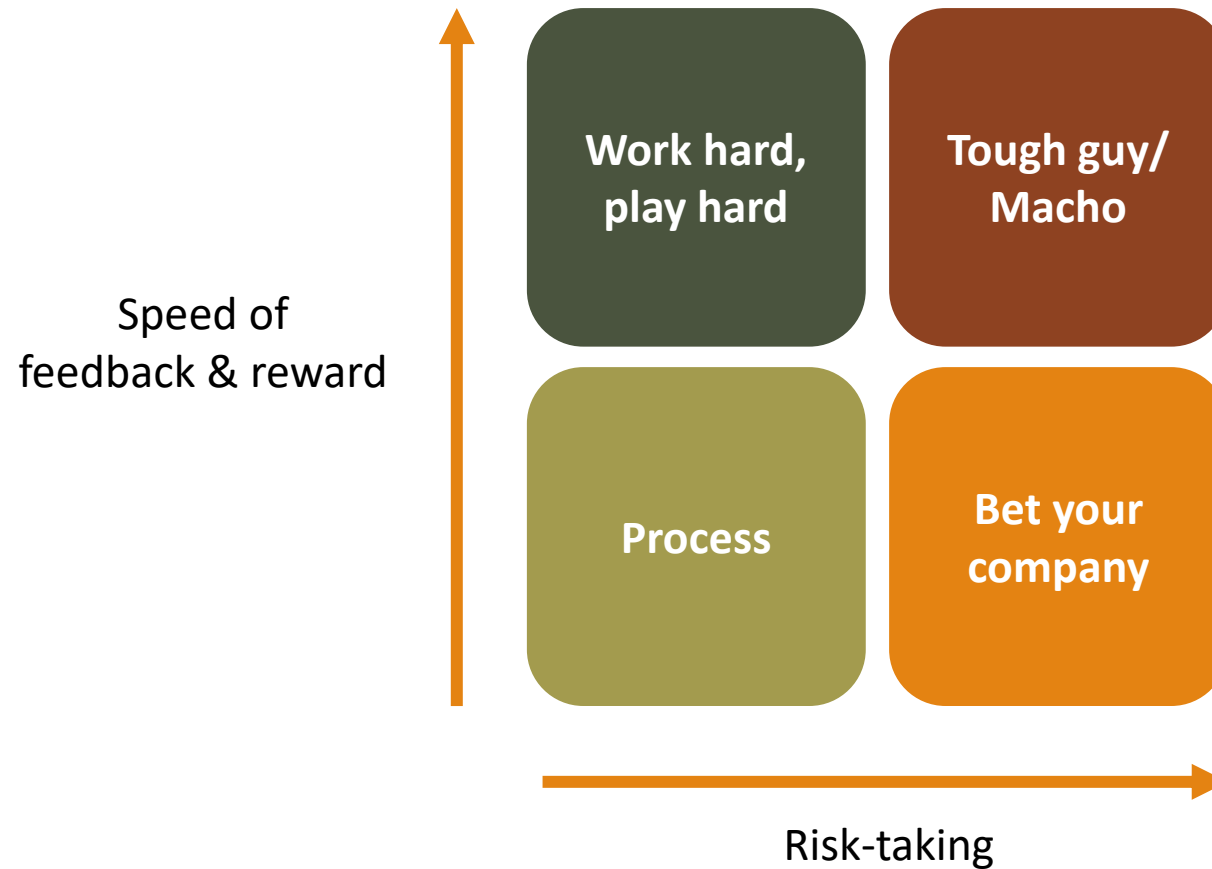 Work hard,
play hard
Tough guy/
Macho
Speed of
feedback & reward
Process
Bet your
company
Risk-taking